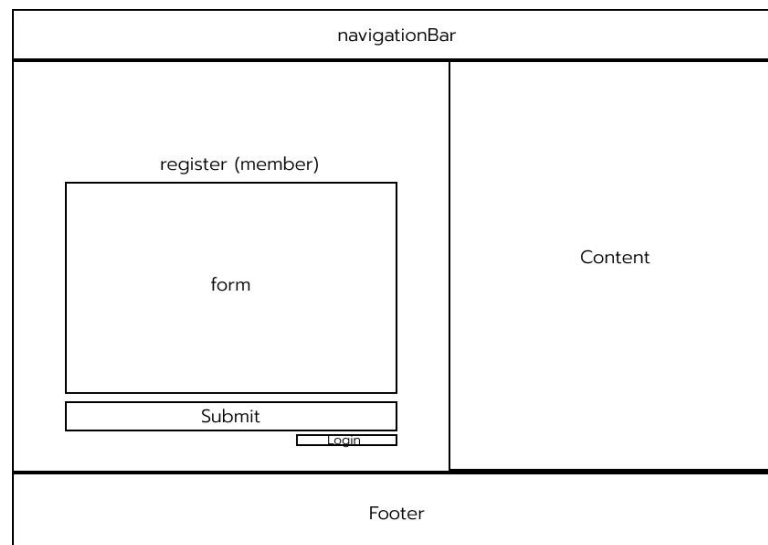 navigationBar
register (member)
form
Submit
Login
Content
Footer